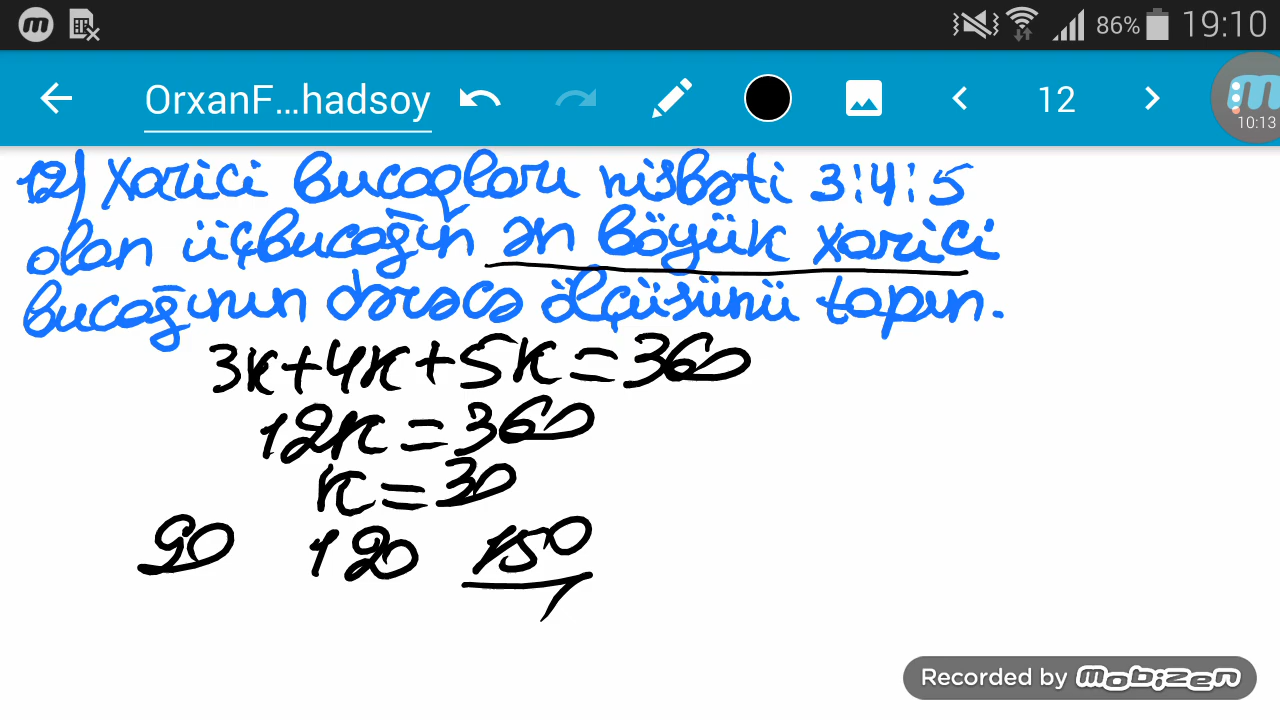 86% 19:10
OrxanF...hadsoy 12
10:13
12) Xarici bucaqları nisbəti 3:4:5
olan üçbucağın ən böyük xarici
bucağının dərəcə ölçüsünü tapın.
3k+4k+5k=360
12k=360
k=30
90 120 150
Recorded by mobizen